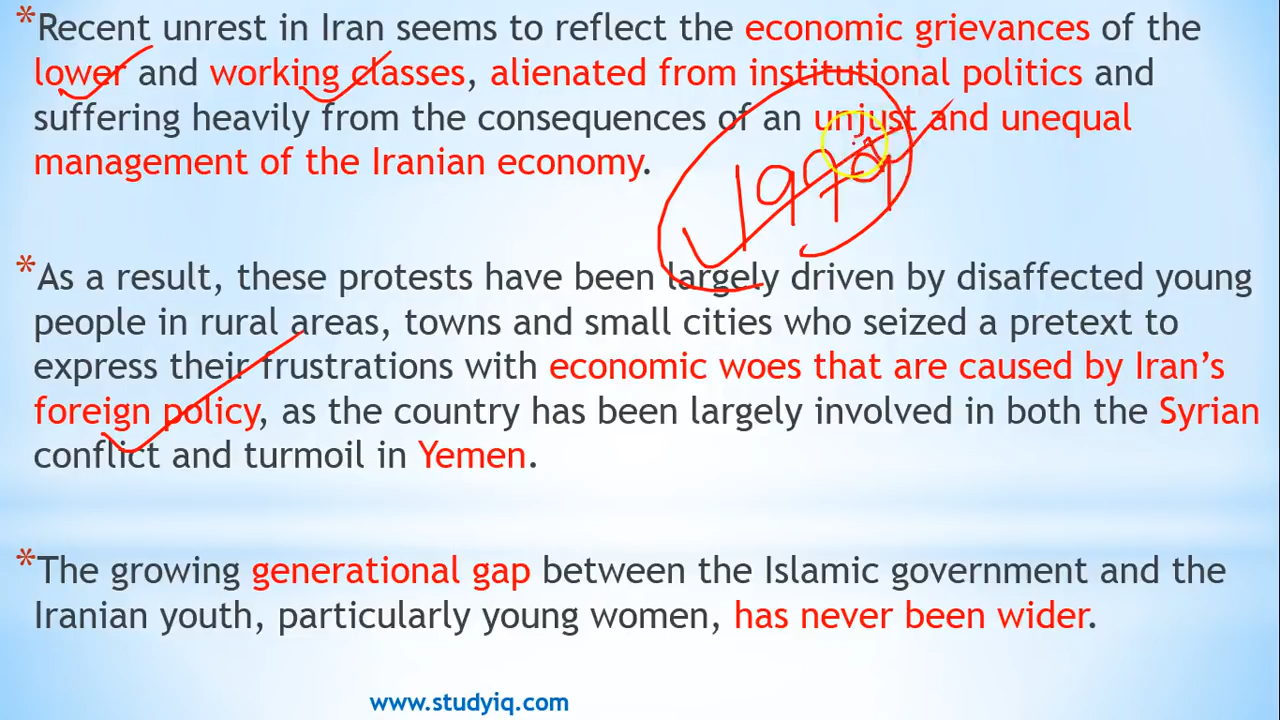 *Recent unrest in Iran seems to reflect the economic grievances of the
lower and working classes, alienated from institutional politics and
suffering heavily from the consequences of an unjust and unequal
management of the Iranian economy.
1979
*As a result, these protests have been largely driven by disaffected young
people in rural areas, towns and small cities who seized a pretext to
express their frustrations with economic woes that are caused by Iran's
foreign policy, as the country has been largely involved in both the Syrian
conflict and turmoil in Yemen.
*The growing generational gap between the Islamic government and the
Iranian youth, particularly young women, has never been wider.
www.studyiq.com